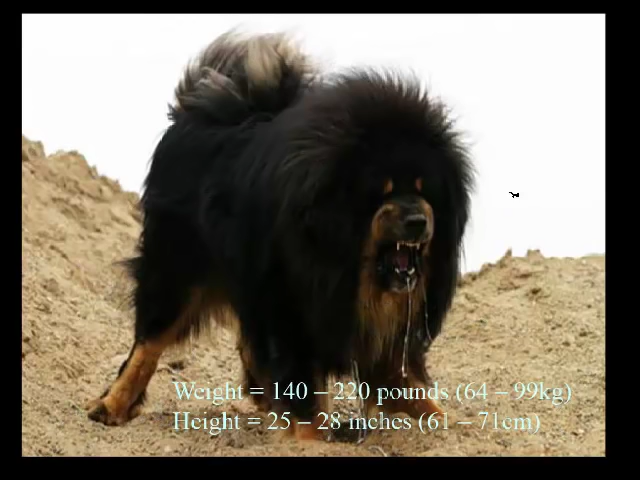 Weight = 140 – 220 pounds (64 – 99kg)
Height = 25 – 28 inches (61 – 71cm)